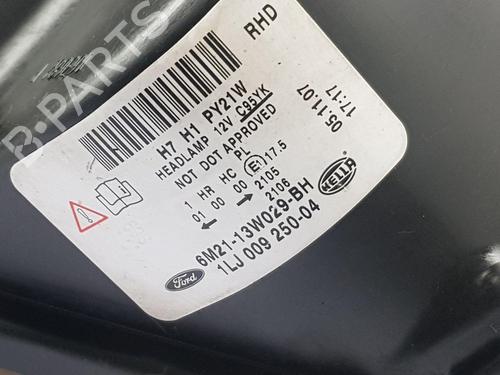 B-PARTS
RHD
H7 H1 PY21W
HEADLAMP 12V C95YK
NOT DOT APPROVED
1 HR HC PL
01 00 00 E1 17.5
2105
2106
05.11.07
17:17
HELLA
Ford
6M21-13W029-BH
1LJ 009 250-04